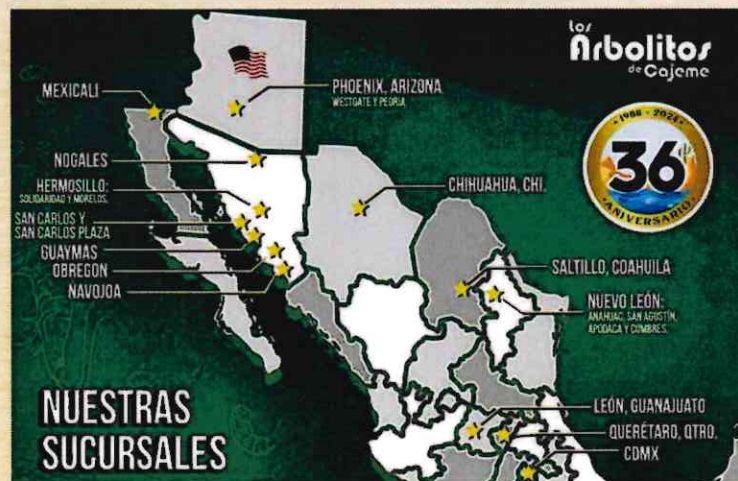 Los
Arbolitos
de Cajeme
• 1988 - 2024 •
36
ANIVERSARIO
MEXICALI
PHOENIX, ARIZONA
WESTGATE Y PEORIA
NOGALES
HERMOSILLO:
SOLIDARIDAD Y MORELOS.
SAN CARLOS Y
SAN CARLOS PLAZA
GUAYMAS
OBREGON
NAVOJOA
CHIHUAHUA, CHI.
SALTILLO, COAHUILA
NUEVO LEÓN:
ANAHUAC, SAN AGUSTÍN,
APODACA Y CUMBRES.
LEÓN, GUANAJUATO
QUERÉTARO, QTRO.
CDMX
NUESTRAS
SUCURSALES